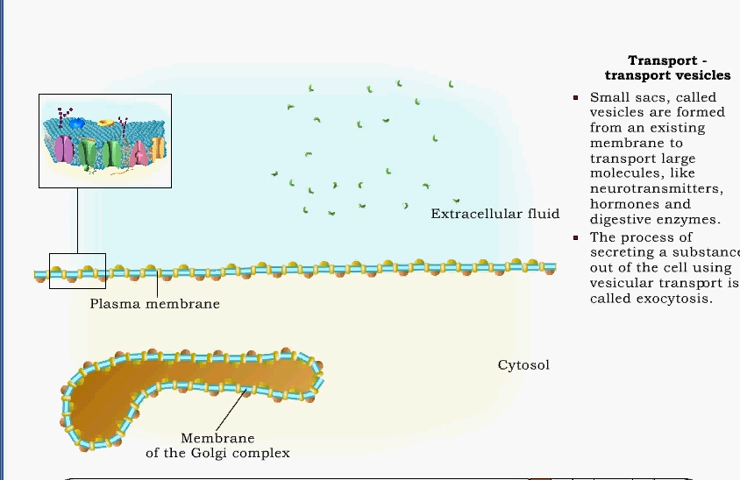 Transport -
transport vesicles
Small sacs, called
vesicles are formed
from an existing
membrane to
transport large
molecules, like
neurotransmitters,
hormones and
digestive enzymes.
The process of
secreting a substance
out of the cell using
vesicular transport is
called exocytosis.
Extracellular fluid
Plasma membrane
Cytosol
Membrane
of the Golgi complex